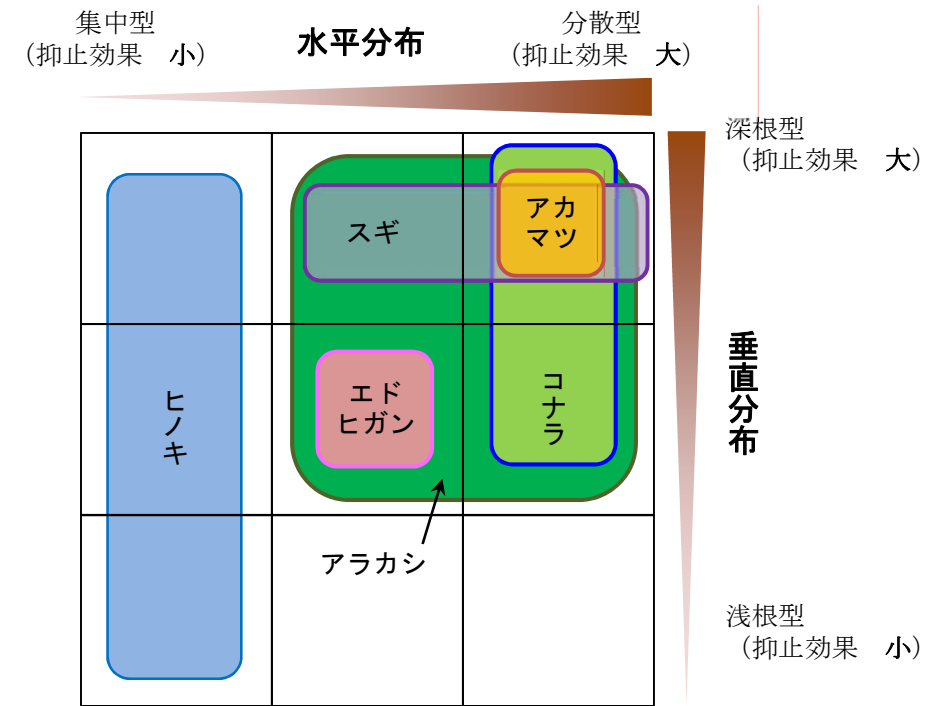 集中型
（抑止効果　小）
水平分布
分散型
（抑止効果　大）
深根型
（抑止効果　大）
スギ
アカ
マツ
垂直分布
ヒノキ
エド
ヒガン
コナラ
アラカシ
浅根型
（抑止効果　小）